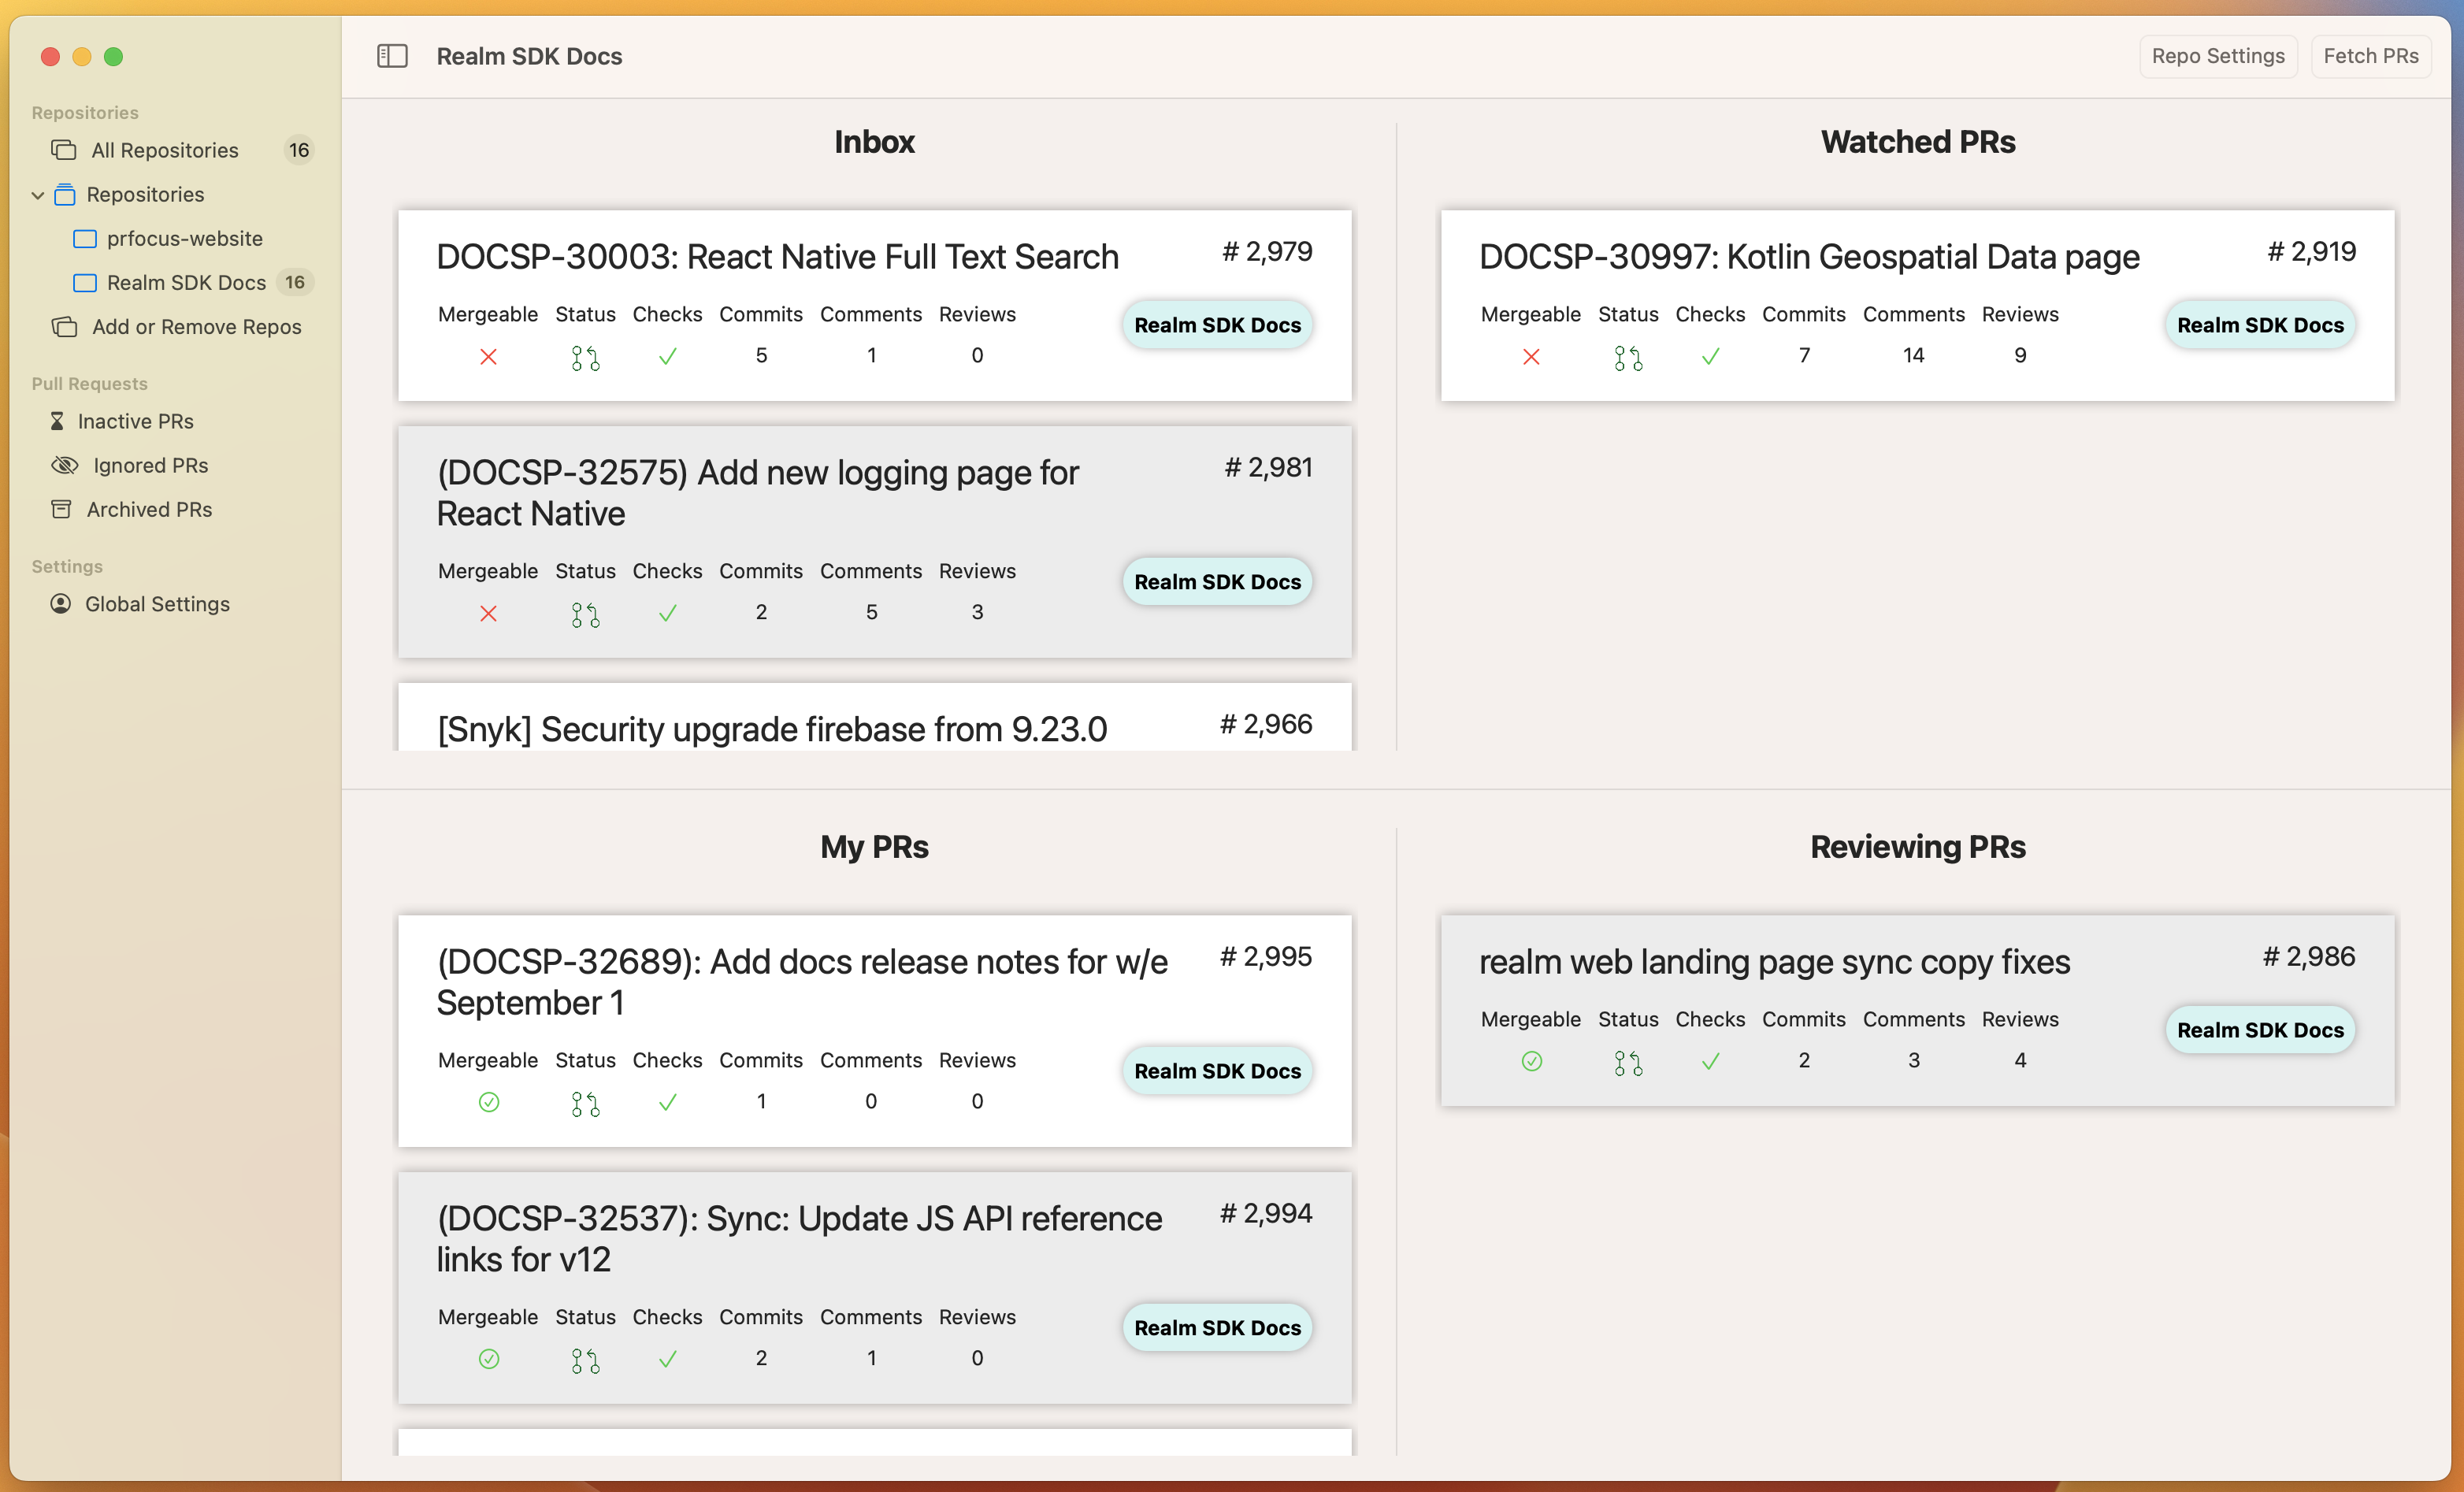 Realm SDK Docs
Repo Settings
Fetch PRs
Repositories
All Repositories 16
Repositories
prfocus-website
Realm SDK Docs 16
Add or Remove Repos
Pull Requests
Inactive PRs
Ignored PRs
Archived PRs
Settings
Global Settings
Inbox
DOCSP-30003: React Native Full Text Search # 2,979
Mergeable Status Checks Commits Comments Reviews
Realm SDK Docs
5 1 0
(DOCSP-32575) Add new logging page for # 2,981
React Native
Mergeable Status Checks Commits Comments Reviews
Realm SDK Docs
2 5 3
[Snyk] Security upgrade firebase from 9.23.0 # 2,966
Watched PRs
DOCSP-30997: Kotlin Geospatial Data page # 2,919
Mergeable Status Checks Commits Comments Reviews
Realm SDK Docs
7 14 9
My PRs
(DOCSP-32689): Add docs release notes for w/e # 2,995
September 1
Mergeable Status Checks Commits Comments Reviews
Realm SDK Docs
1 0 0
(DOCSP-32537): Sync: Update JS API reference # 2,994
links for v12
Mergeable Status Checks Commits Comments Reviews
Realm SDK Docs
2 1 0
Reviewing PRs
realm web landing page sync copy fixes # 2,986
Mergeable Status Checks Commits Comments Reviews
Realm SDK Docs
2 3 4